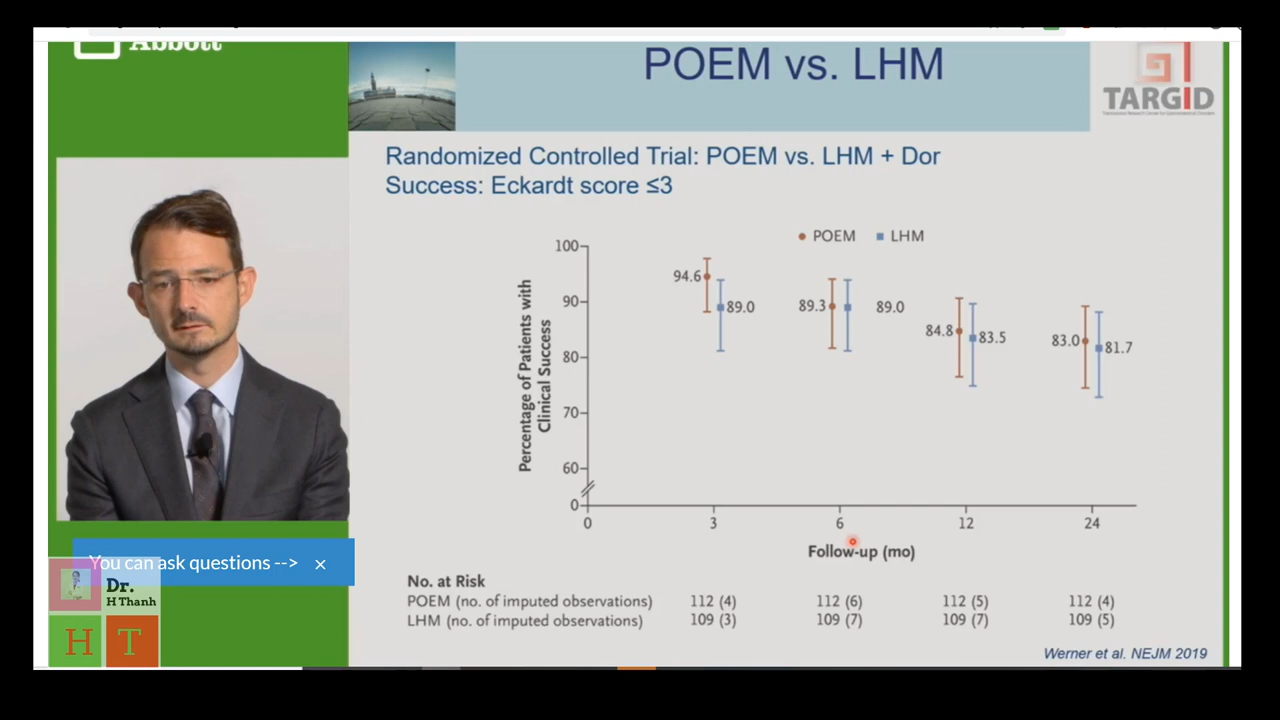 Abbott
POEM vs. LHM
TARGID
Randomized Controlled Trial: POEM vs. LHM + Dor
Success: Eckardt score ≤3
POEM LHM
Percentage of Patients with
Clinical Success
100
90
80
70
60
0
94.6
89.0
89.3
89.0
84.8
83.5
83.0
81.7
0 3 6 12 24
Follow-up (mo)
No. at Risk
POEM (no. of imputed observations) 112 (4) 112 (6) 112 (5) 112 (4)
LHM (no. of imputed observations) 109 (3) 109 (7) 109 (7) 109 (5)
Werner et al. NEJM 2019
You can ask questions --> ×
Dr.
H Thanh
H T